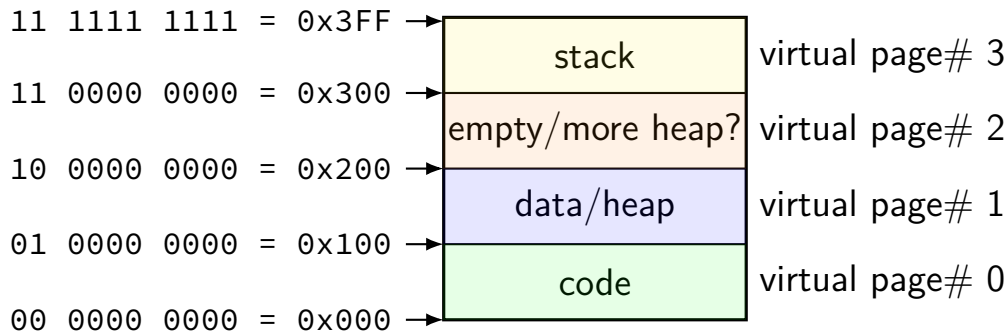 11 1111 1111 = 0x3FF
stack
virtual page# 3
11 0000 0000 = 0x300
empty/more heap?
virtual page# 2
10 0000 0000 = 0x200
data/heap
virtual page# 1
01 0000 0000 = 0x100
code
virtual page# 0
00 0000 0000 = 0x000